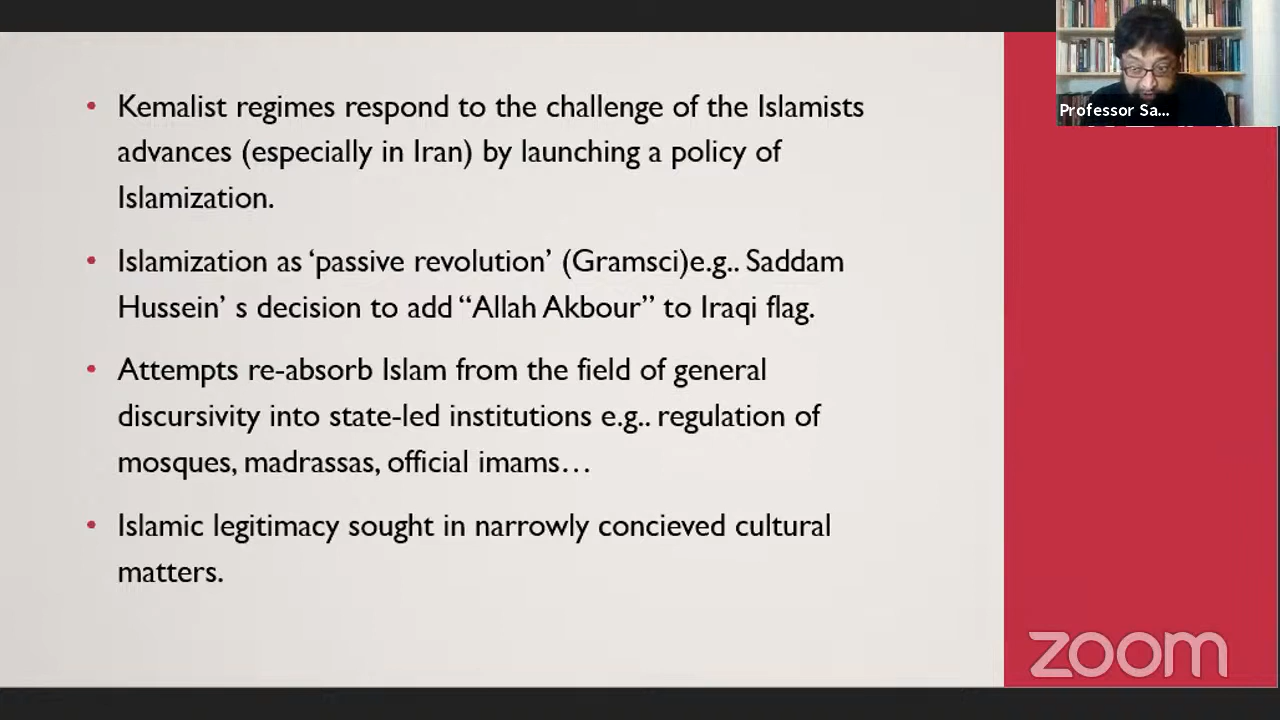 Kemalist regimes respond to the challenge of the Islamists
advances (especially in Iran) by launching a policy of
Islamization.
Islamization as ‘passive revolution’ (Gramsci)e.g.. Saddam
Hussein’ s decision to add “Allah Akbour” to Iraqi flag.
Attempts re-absorb Islam from the field of general
discursivity into state-led institutions e.g.. regulation of
mosques, madrassas, official imams…
Islamic legitimacy sought in narrowly concieved cultural
matters.
Professor Sa...
zoom